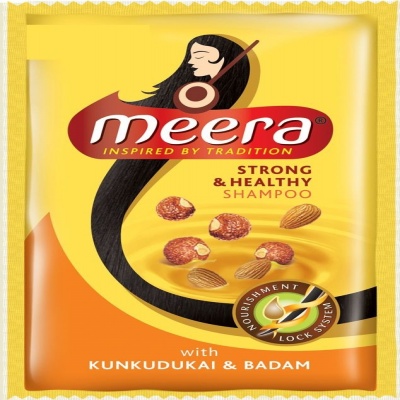 meera®
INSPIRED BY TRADITION
STRONG
& HEALTHY
SHAMPOO
NOURISHMENT
LOCK SYSTEM
with
KUNKUDUKAI & BADAM